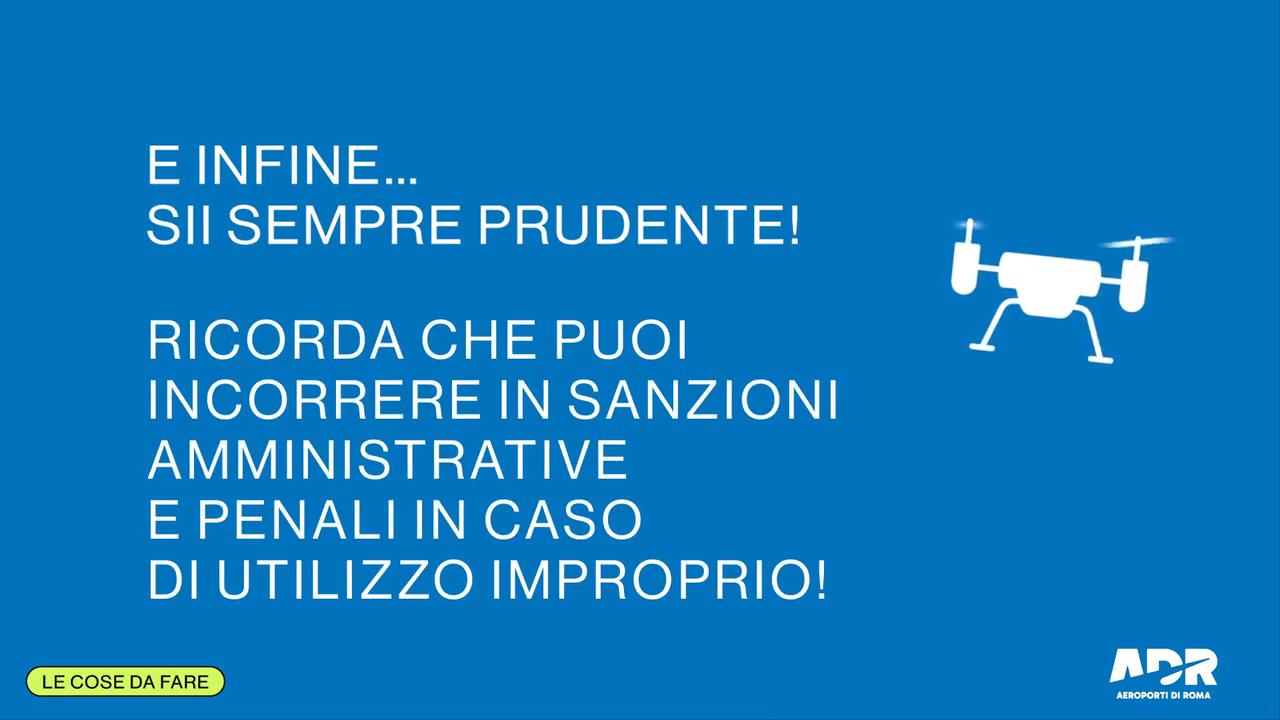 E INFINE...
SII SEMPRE PRUDENTE!
RICORDA CHE PUOI
INCORRERE IN SANZIONI
AMMINISTRATIVE
E PENALI IN CASO
DI UTILIZZO IMPROPRIO!
LE COSE DA FARE
ADR
AEROPORTI DI ROMA